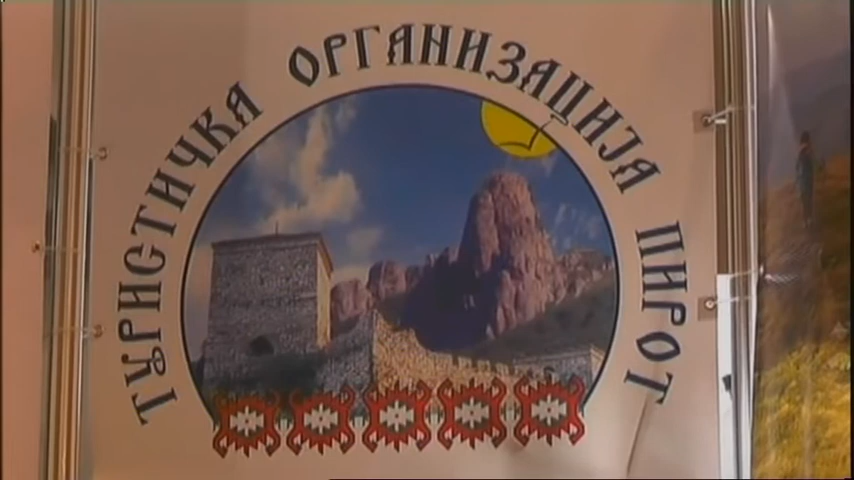 ТУРИСТИЧКА ОРГАНИЗАЦИЈА ПИРОТ